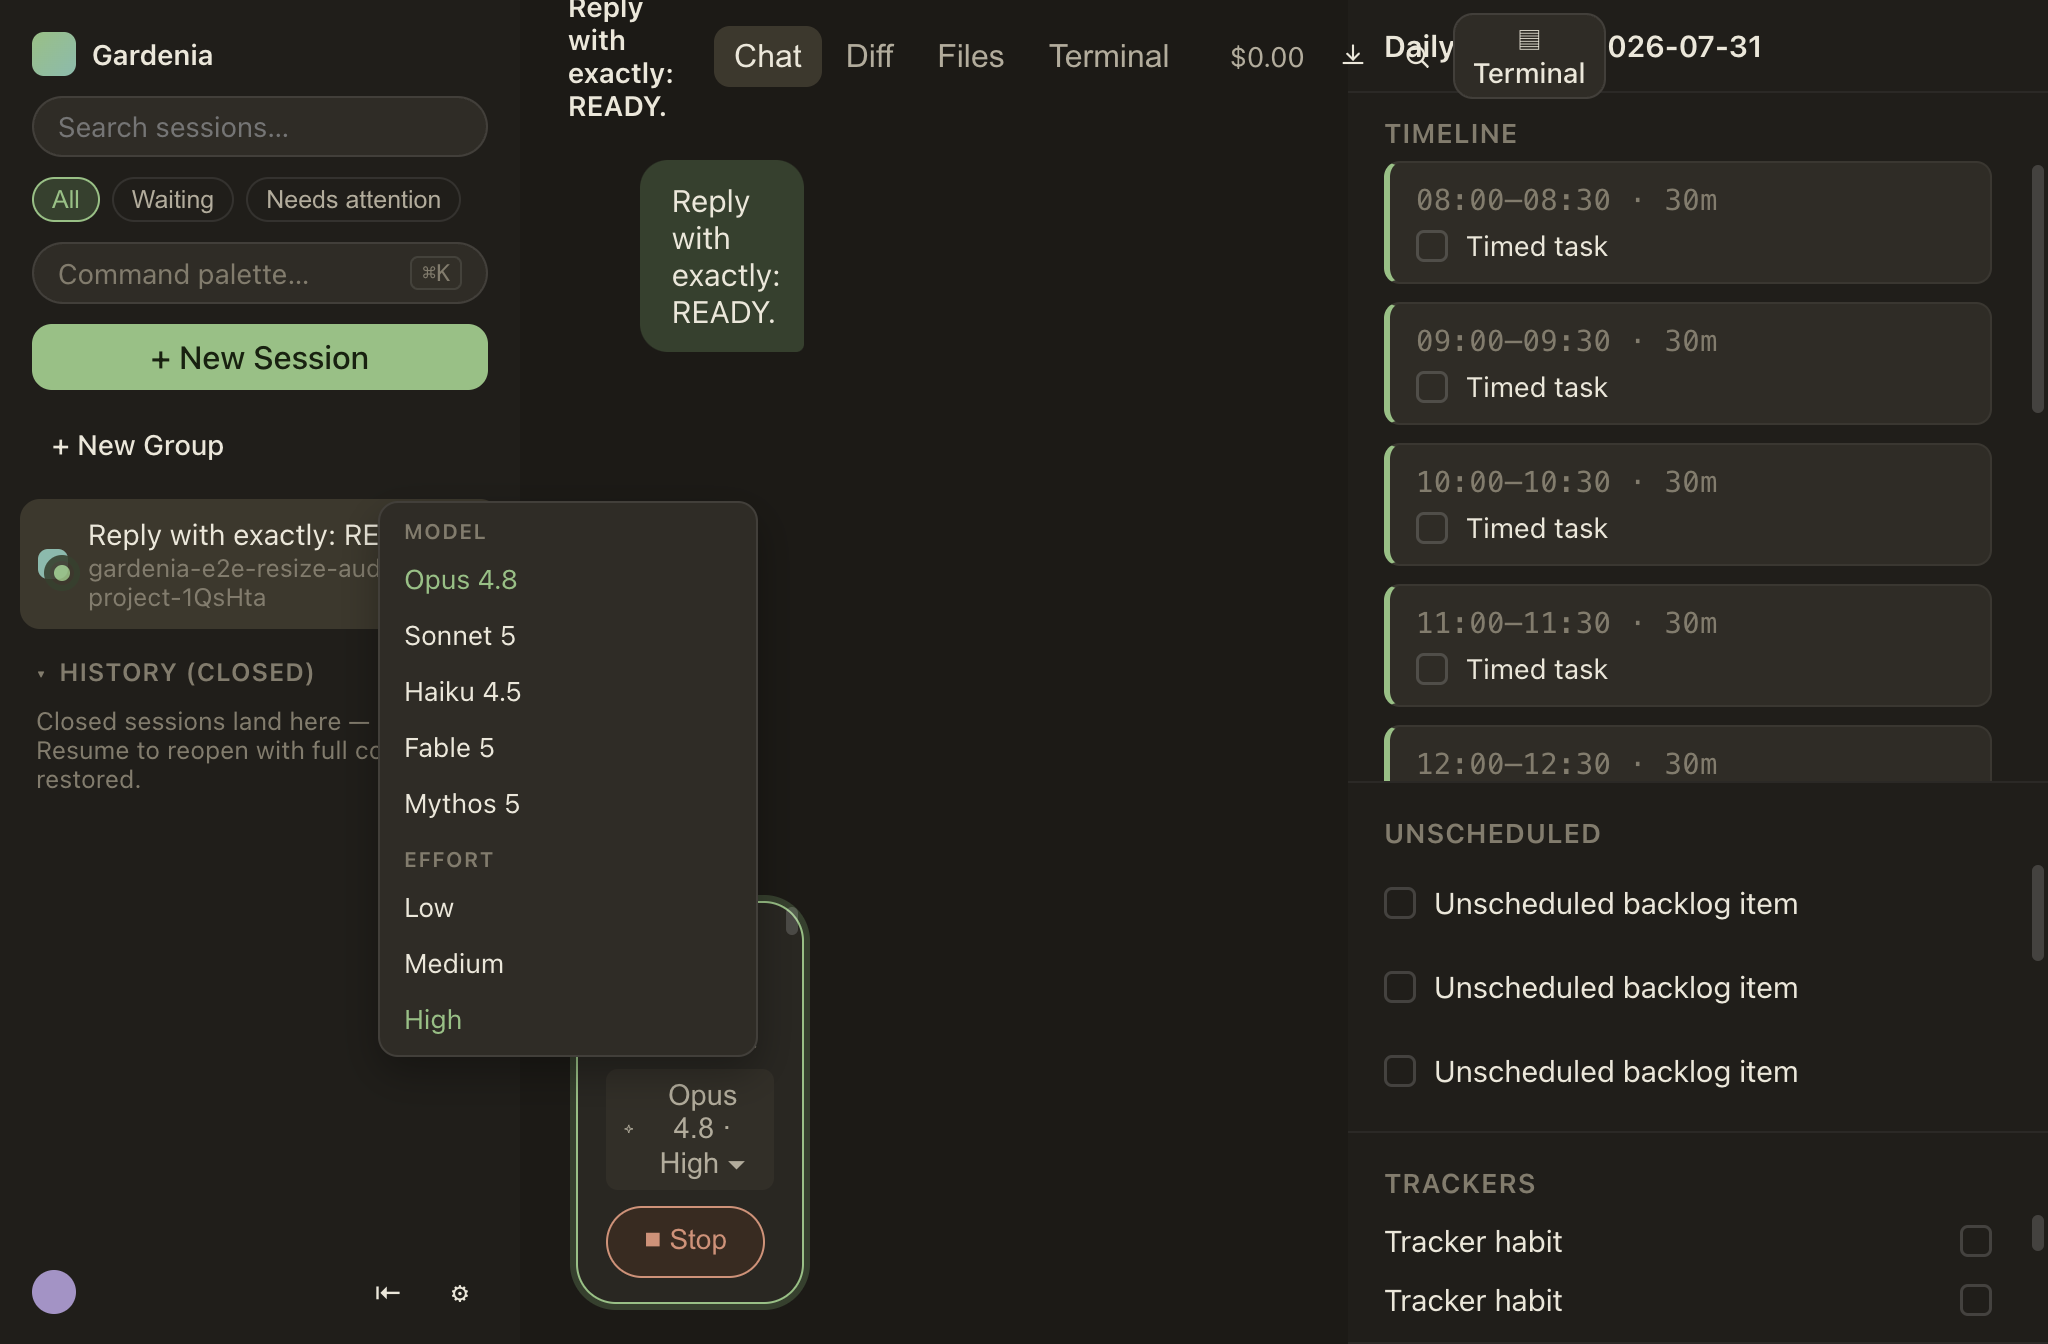 Gardenia
Search sessions...
All
Waiting
Needs attention
Command palette...
⌘K
+ New Session
+ New Group
Reply with exactly: RE
gardenia-e2e-resize-aud
project-1QsHta
HISTORY (CLOSED)
Closed sessions land here —
Resume to reopen with full co
restored.
Reply
with
exactly:
READY.
Chat
Diff
Files
Terminal
$0.00
Reply
with
exactly:
READY.
MODEL
Opus 4.8
Sonnet 5
Haiku 4.5
Fable 5
Mythos 5
EFFORT
Low
Medium
High
Opus
4.8 ·
High
Stop
Daily
Terminal
026-07-31
TIMELINE
08:00–08:30 · 30m
Timed task
09:00–09:30 · 30m
Timed task
10:00–10:30 · 30m
Timed task
11:00–11:30 · 30m
Timed task
12:00–12:30 · 30m
UNSCHEDULED
Unscheduled backlog item
Unscheduled backlog item
Unscheduled backlog item
TRACKERS
Tracker habit
Tracker habit